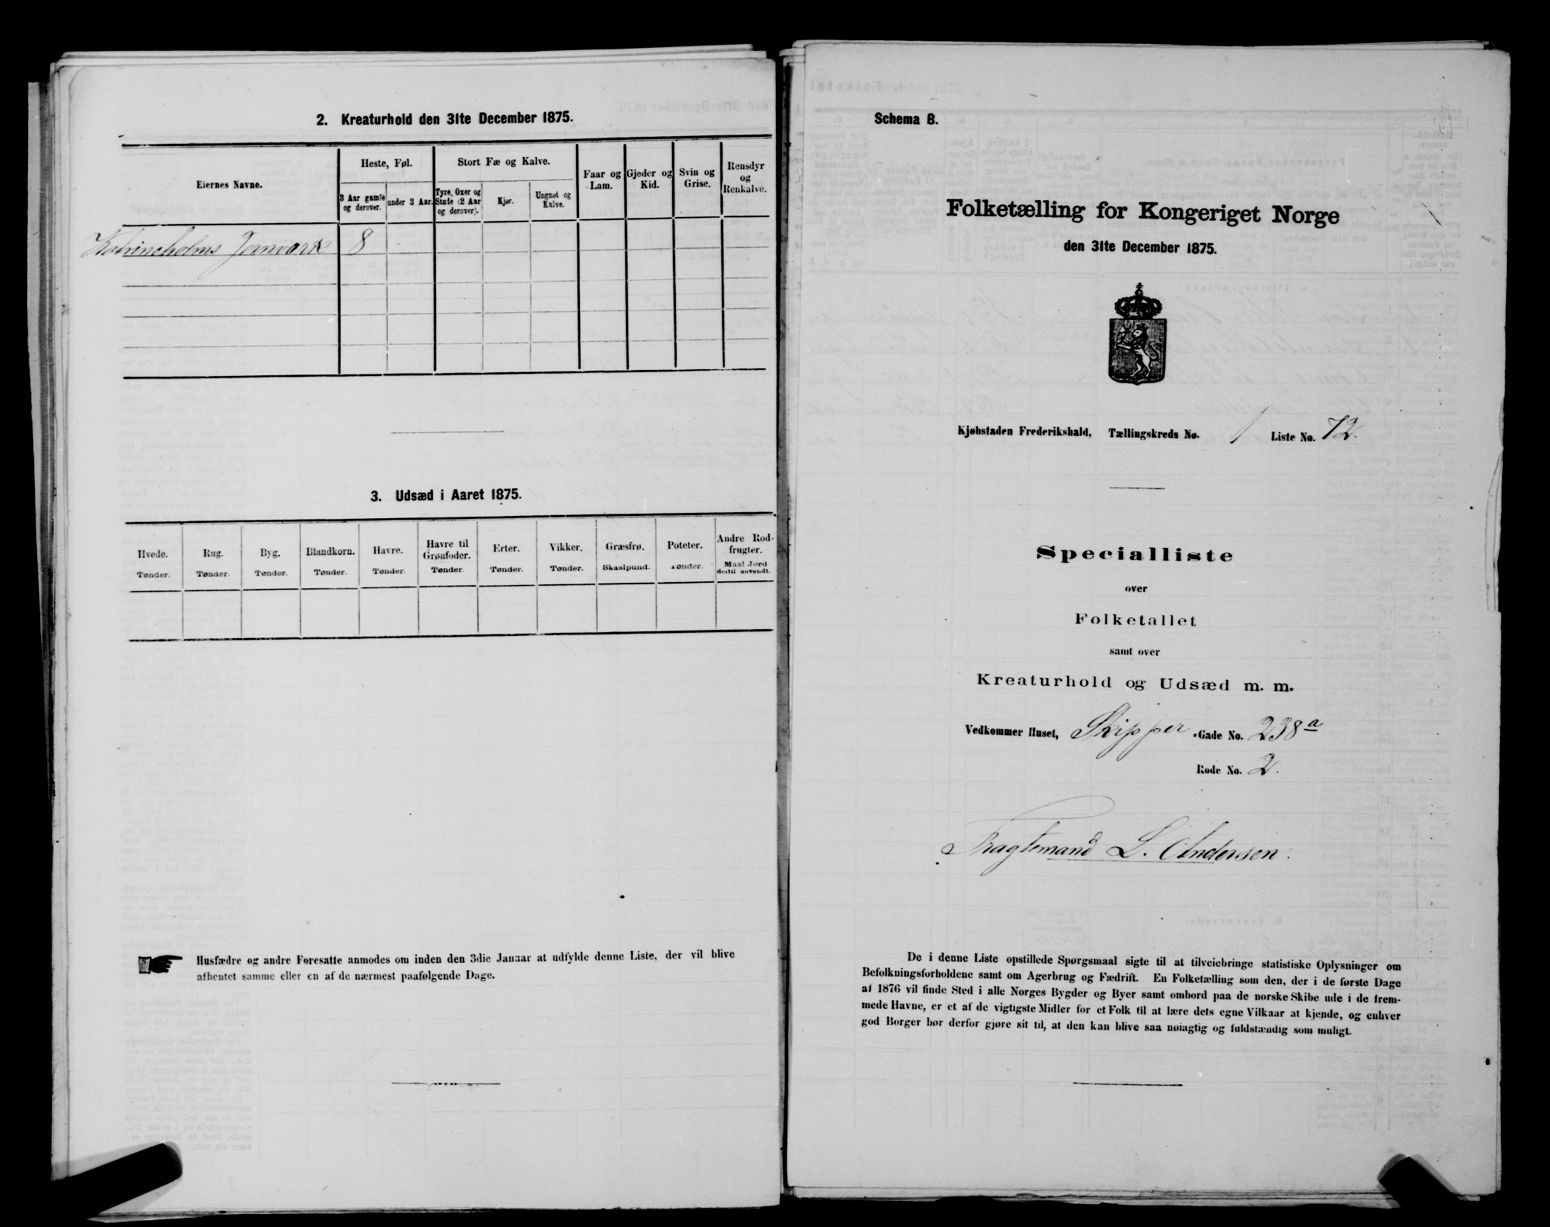 2. Kreaturhold den 31te December 1875.
Eiernes Navne.
Heste, Føl.
Stort Fæ og Kalve.
Faar og Lam.
Gjeder og Kid.
Svin og Grise.
Rensdyr og Renkalve.
3 Aar gamle og derover.
under 3 Aar.
Tyre, Oxer og Stude (2 Aar og derover).
Kjør.
Ungnøt og Kalve.
Katrineholms Jernværk 8
3. Udsæd i Aaret 1875.
Hvede. Rug. Byg. Blandkorn. Havre. Havre til Grønfoder. Erter. Vikker. Græsfrø. Poteter. Andre Rodfrugter.
Tønder. Tønder. Tønder. Tønder. Tønder. Tønder. Tønder. Tønder. Skaalpund. Tønder. Maal Jord dertil anvendt.
Husfædre og andre Foresatte anmodes om inden den 3die Januar at udfylde denne Liste, der vil blive
afhentet samme eller en af de nærmest paafølgende Dage.
Schema B.
Folketælling for Kongeriget Norge
den 31te December 1875.
Kjøbstaden Frederikshald, Tællingskreds No. 1 Liste No. 72.
Specialliste
over
Folketallet
samt over
Kreaturhold og Udsæd m. m.
Vedkommer Huset, Skipper Gade No. 238a
Rode No. 2.
Fragtemand L. Andersen.
De i denne Liste opstillede Spørgsmaal sigte til at tilveiebringe statistiske Oplysninger om
Befolkningsforholdene samt om Agerbrug og Fædrift. En Folketælling som den, der i de første Dage
af 1876 vil finde Sted i alle Norges Bygder og Byer samt ombord paa de norske Skibe ude i de frem-
mede Havne, er et af de vigtigste Midler for et Folk til at lære dets egne Vilkaar at kjende, og enhver
god Borger bør derfor gjøre sit til, at den kan blive saa nøiagtig og fuldstændig som muligt.